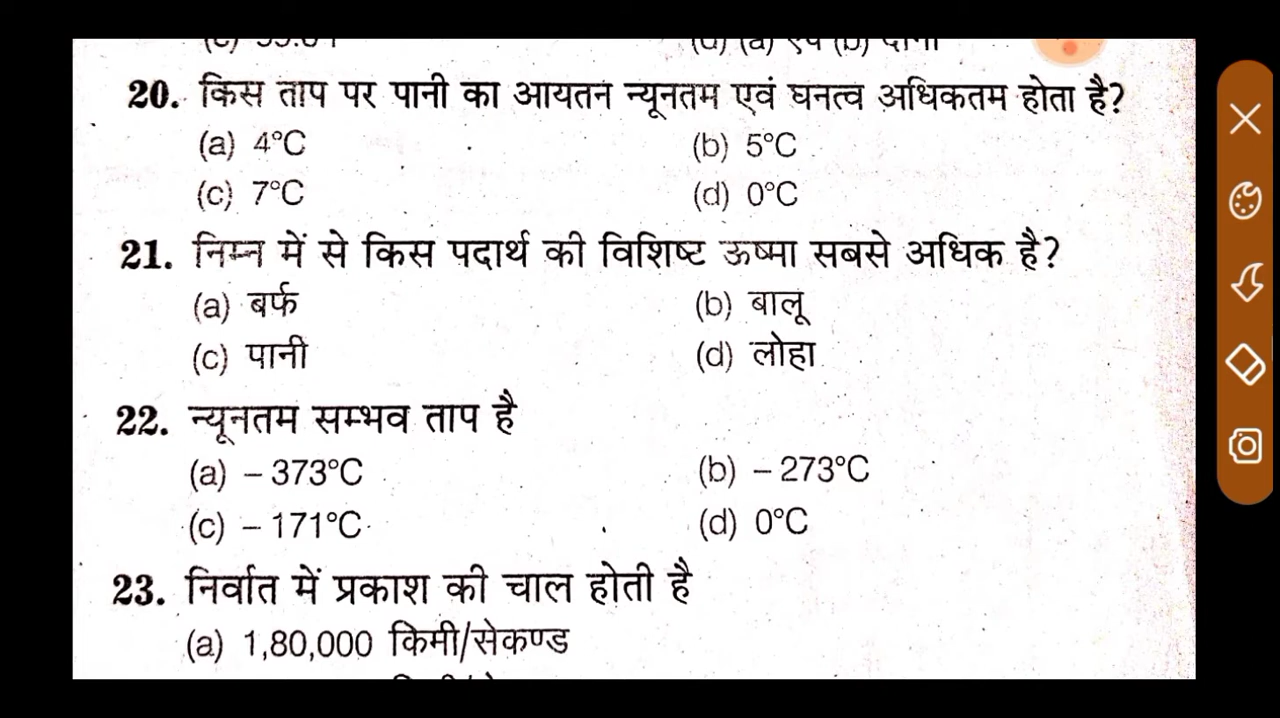 20. किस ताप पर पानी का आयतन न्यूनतम एवं घनत्व अधिकतम होता है?
(a) 4°C (b) 5°C
(c) 7°C (d) 0°C
21. निम्न में से किस पदार्थ की विशिष्ट ऊष्मा सबसे अधिक है?
(a) बर्फ (b) बालू
(c) पानी (d) लोहा
22. न्यूनतम सम्भव ताप है
(a) – 373°C (b) – 273°C
(c) – 171°C (d) 0°C
23. निर्वात में प्रकाश की चाल होती है
(a) 1,80,000 किमी/सेकण्ड